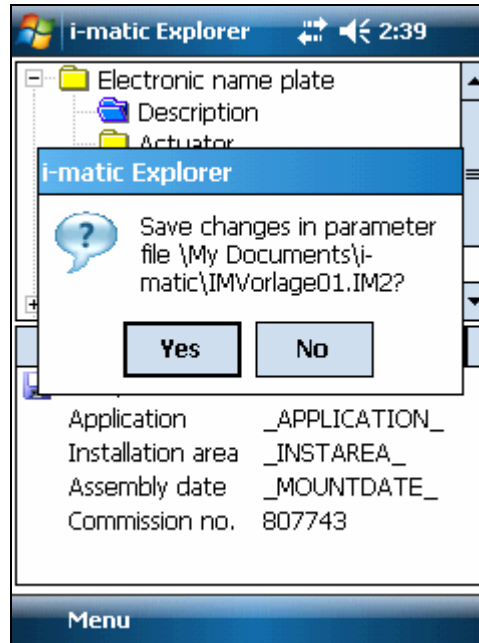 i-matic Explorer 2:39
Electronic name plate
Description
Actuator
i-matic Explorer
Save changes in parameter
file \My Documents\i-
matic\IMVorlage01.IM2?
Yes No
Application _APPLICATION_
Installation area _INSTAREA_
Assembly date _MOUNTDATE_
Commission no. 807743
Menu